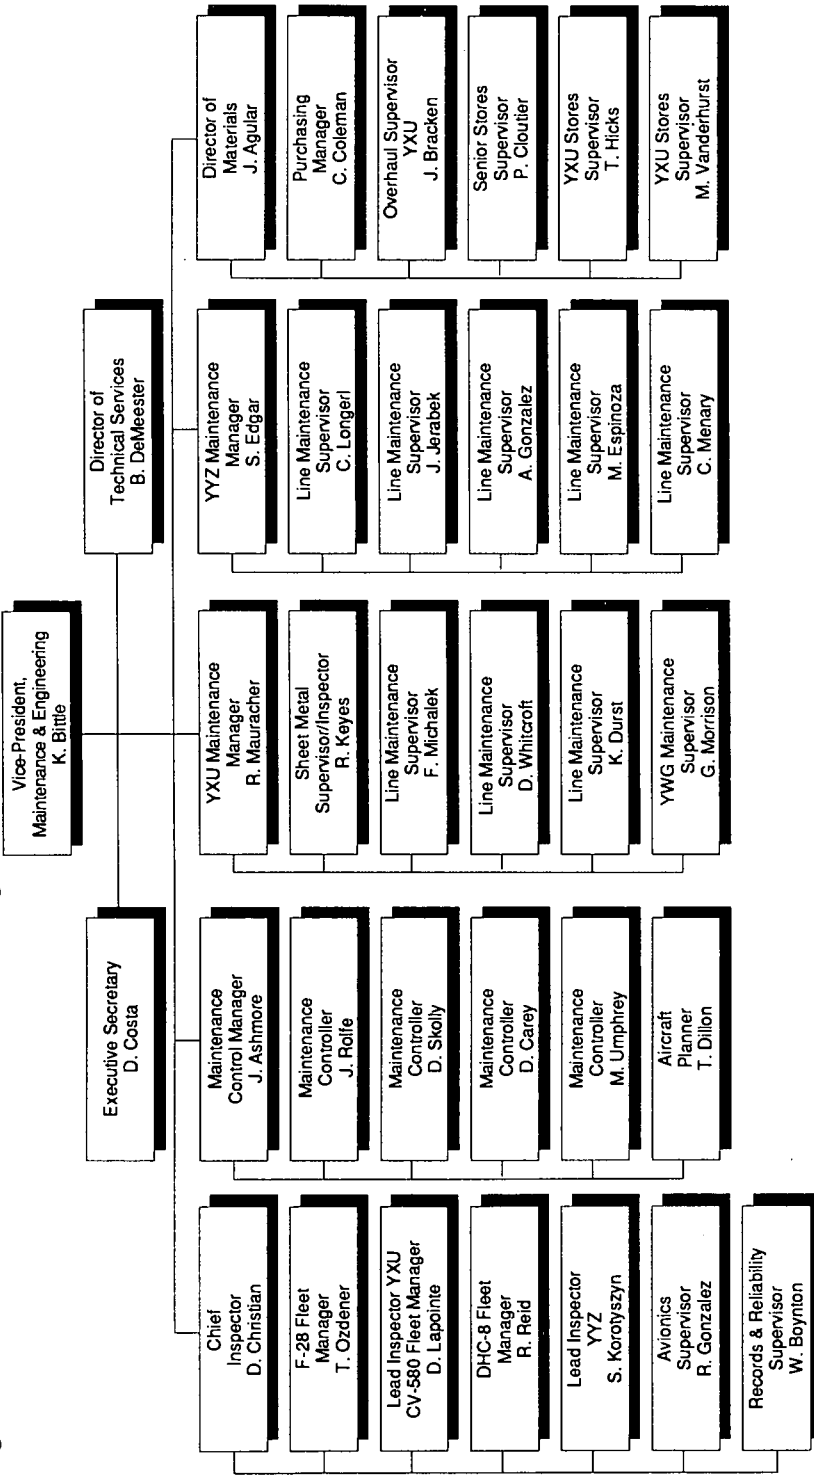 Vice-President,
Maintenance & Engineering
K. Bittle
Executive Secretary
D. Costa
Director of
Technical Services
B. DeMeester
Chief
Inspector
D. Christian
F-28 Fleet
Manager
T. Ozdener
Lead Inspector YXU
CV-580 Fleet Manager
D. Lapointe
DHC-8 Fleet
Manager
R. Reid
Lead Inspector
YYZ
S. Korotyszyn
Avionics
Supervisor
R. Gonzalez
Records & Reliability
Supervisor
W. Boynton
Maintenance
Control Manager
J. Ashmore
Maintenance
Controller
J. Rolfe
Maintenance
Controller
D. Skolly
Maintenance
Controller
D. Carey
Maintenance
Controller
M. Umphrey
Aircraft
Planner
T. Dillon
YXU Maintenance
Manager
R. Mauracher
Sheet Metal
Supervisor/Inspector
R. Keyes
Line Maintenance
Supervisor
F. Michalek
Line Maintenance
Supervisor
D. Whitcroft
Line Maintenance
Supervisor
K. Durst
YWG Maintenance
Supervisor
G. Morrison
YYZ Maintenance
Manager
S. Edgar
Line Maintenance
Supervisor
C. Longerl
Line Maintenance
Supervisor
J. Jerabek
Line Maintenance
Supervisor
A. Gonzalez
Line Maintenance
Supervisor
M. Espinoza
Line Maintenance
Supervisor
C. Menary
Director of
Materials
J. Agular
Purchasing
Manager
C. Coleman
Overhaul Supervisor
YXU
J. Bracken
Senior Stores
Supervisor
P. Cloutier
YXU Stores
Supervisor
T. Hicks
YXU Stores
Supervisor
M. Vanderhurst